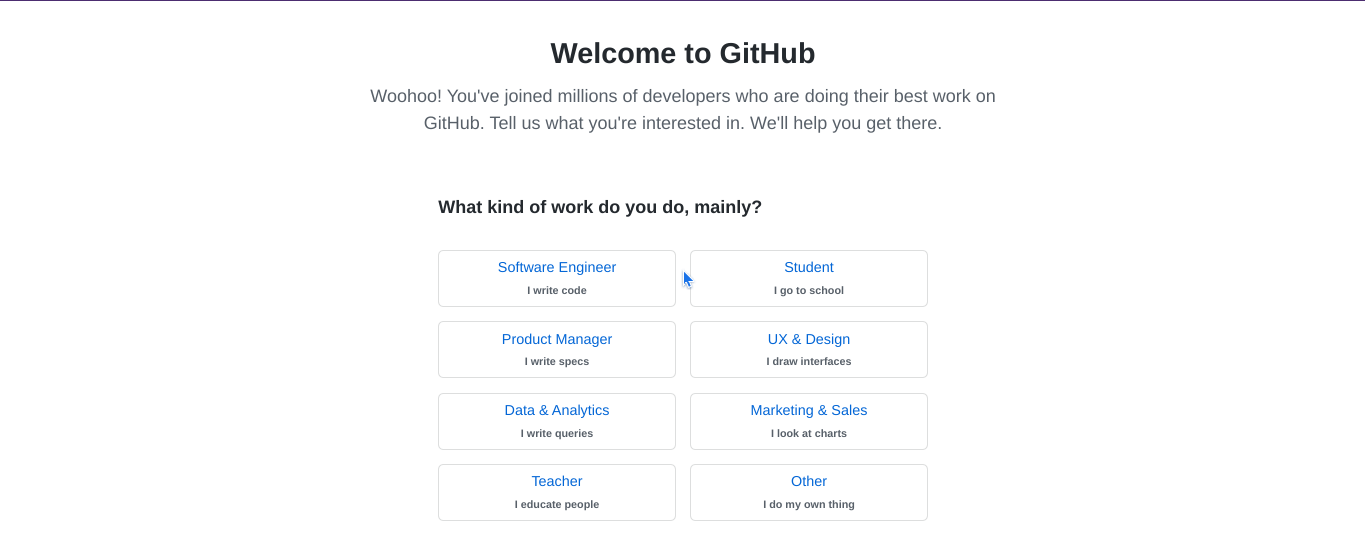 Welcome to GitHub
Woohoo! You've joined millions of developers who are doing their best work on
GitHub. Tell us what you're interested in. We'll help you get there.
What kind of work do you do, mainly?
Software Engineer
I write code
Student
I go to school
Product Manager
I write specs
UX & Design
I draw interfaces
Data & Analytics
I write queries
Marketing & Sales
I look at charts
Teacher
I educate people
Other
I do my own thing